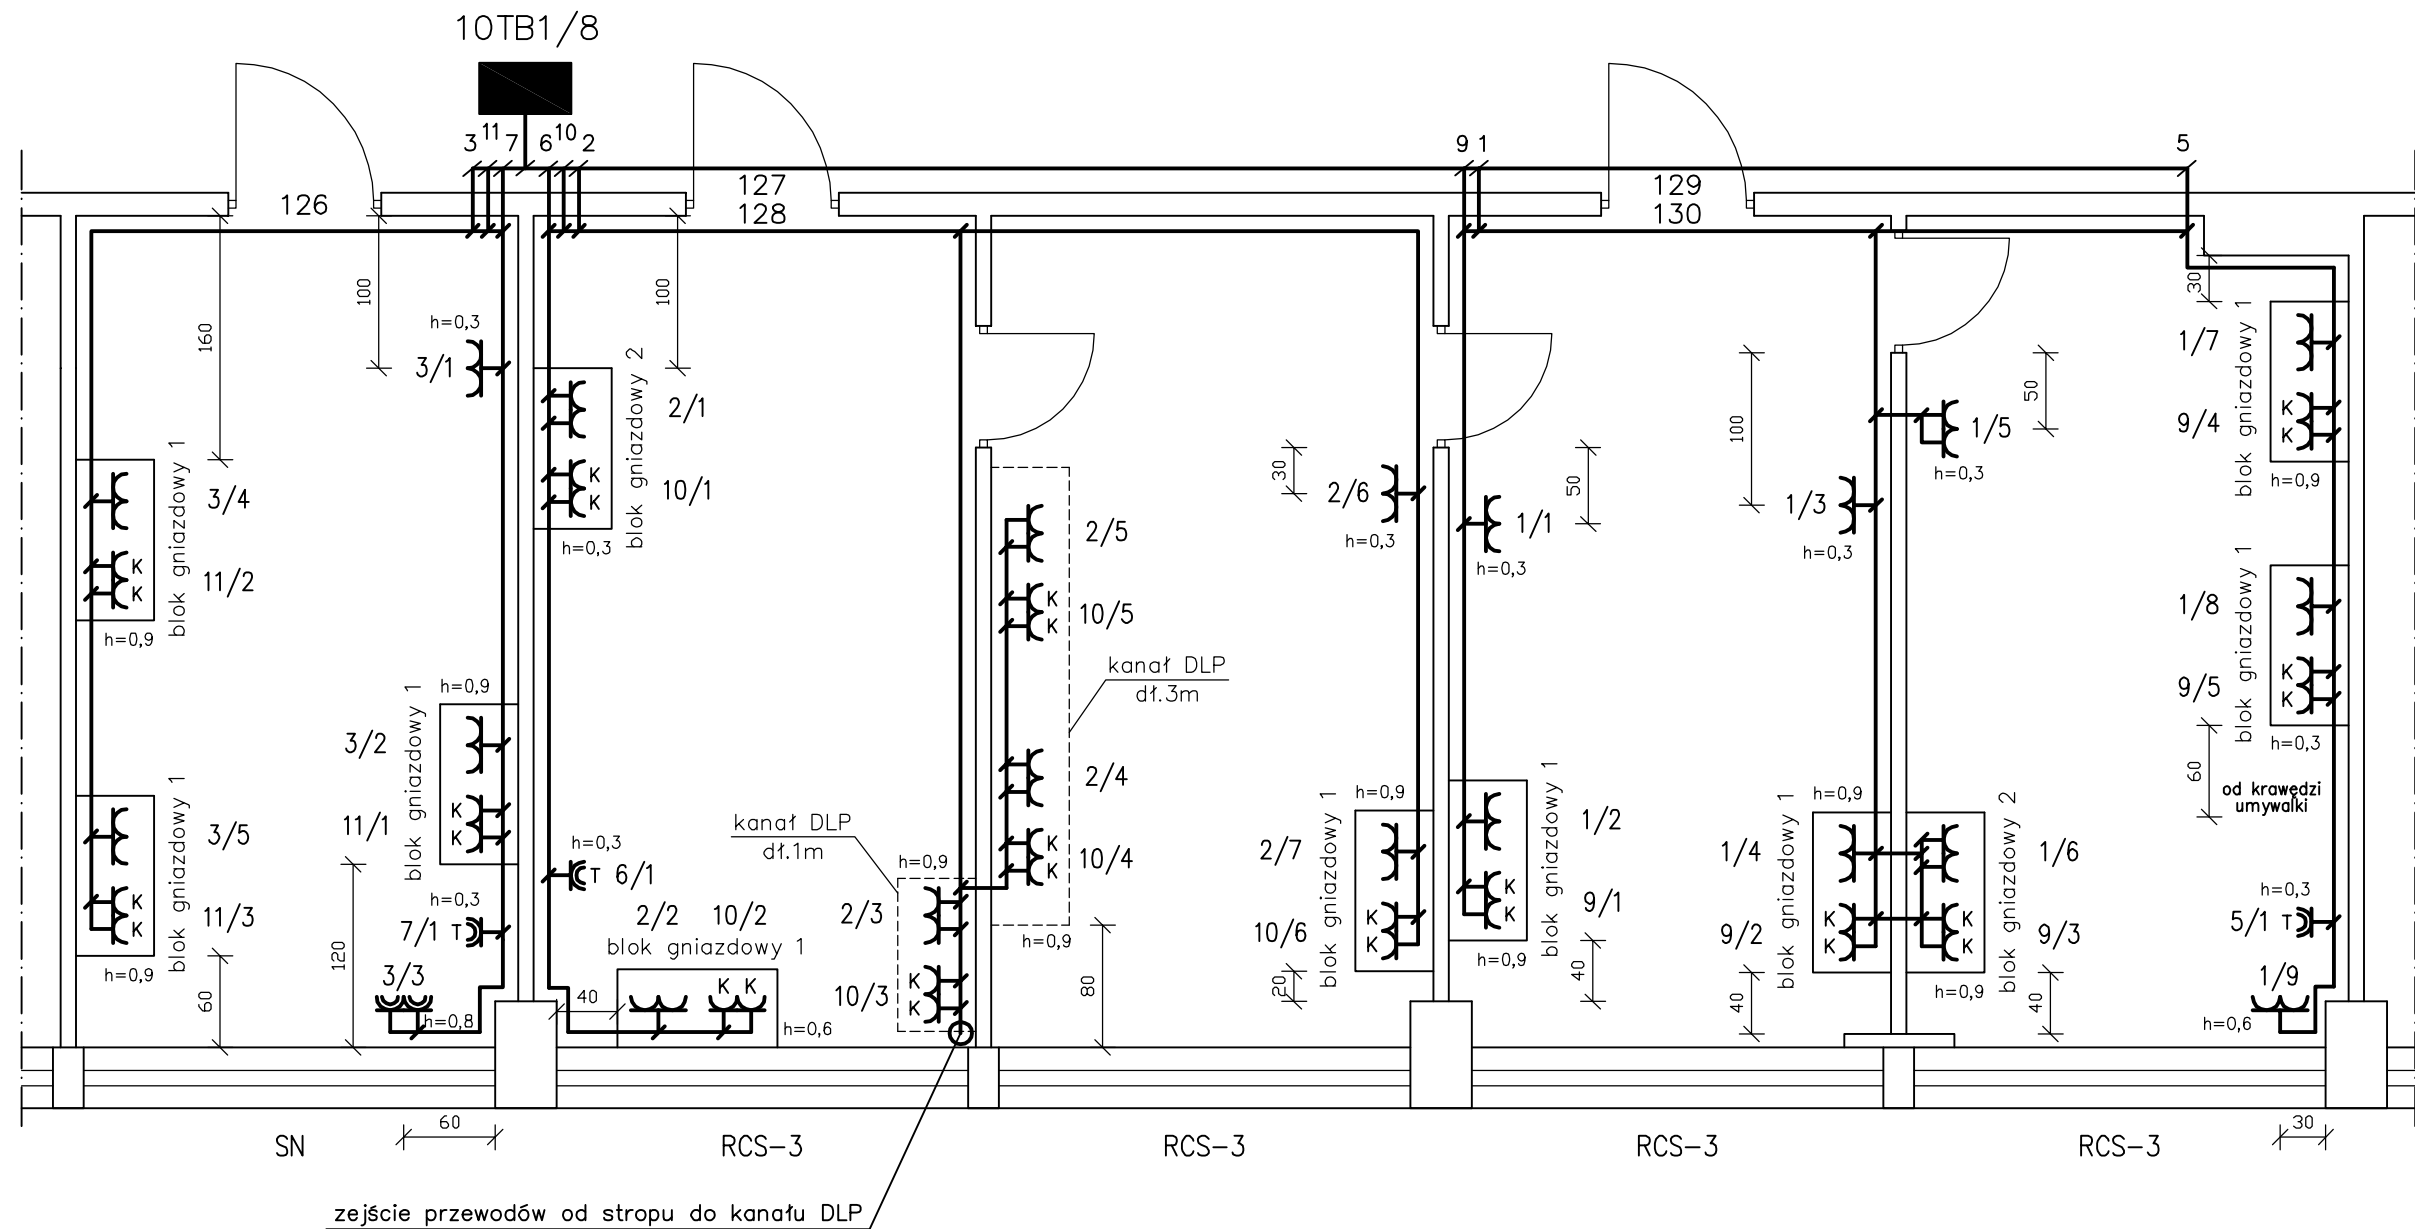 10TB1/8
3 11 7 6 10 2 9 1 5
126
127
128
129
130
100
160
100
30
h=0,3
3/1
blok gniazdowy 2
2/1
10/1
h=0,3
blok gniazdowy 1
3/4
K
K
11/2
h=0,9
K
K
30
2/6
h=0,3
50
1/1
h=0,3
100
1/3
h=0,3
50
1/5
h=0,3
1/7
K
K
9/4
blok gniazdowy 1
h=0,9
2/5
K
K
10/5
kanał DLP
dł.3m
2/4
K
K
10/4
h=0,9
80
1/8
K
K
9/5
blok gniazdowy 1
h=0,3
60
od krawędzi
umywalki
h=0,9
3/2
K
K
11/1
blok gniazdowy 1
3/5
K
K
11/3
blok gniazdowy 1
h=0,9
60
120
h=0,3
7/1 T
3/3
h=0,8
h=0,3
T 6/1
2/2 10/2
blok gniazdowy 1
K K
40
h=0,6
kanał DLP
dł.1m
h=0,9
2/3
K
K
10/3
h=0,9
2/7
K
K
10/6
blok gniazdowy 1
20
1/2
K
K
9/1
blok gniazdowy 1
h=0,9
40
h=0,9
1/4
K
K
9/2
blok gniazdowy 1
40
1/6
K
K
9/3
blok gniazdowy 2
h=0,9
40
h=0,3
5/1 T
1/9
h=0,6
60
30
SN RCS-3 RCS-3 RCS-3 RCS-3
zejście przewodów od stropu do kanału DLP